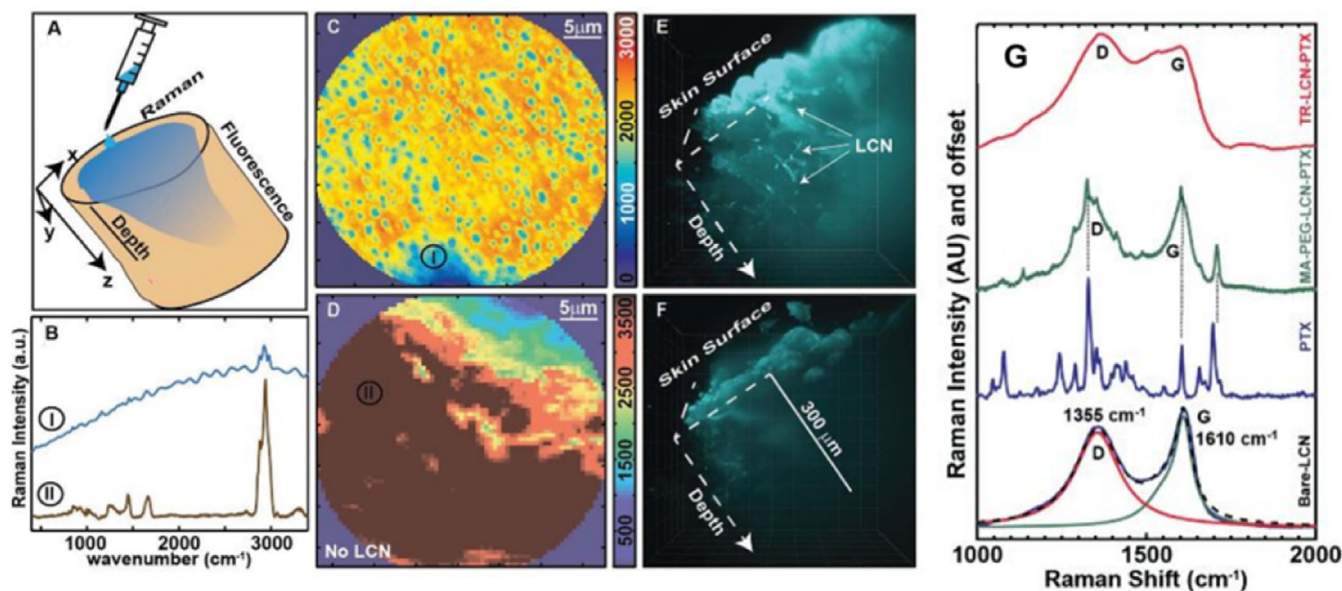 A
Raman
Fluorescence
x
y
z
Depth
B
Raman Intensity (a.u.)
I
II
1000
2000
3000
wavenumber (cm⁻¹)
C
5μm
I
3000
2000
1000
0
D
5μm
II
No LCN
3500
2500
1500
500
E
Skin Surface
LCN
Depth
F
Skin Surface
300 μm
Depth
G
Raman Intensity (AU) and offset
D
G
TR-LCN-PTX
D
G
MA-PEG-LCN-PTX
PTX
1355 cm⁻¹
D
G
1610 cm⁻¹
Bare-LCN
1000
1500
2000
Raman Shift (cm⁻¹)